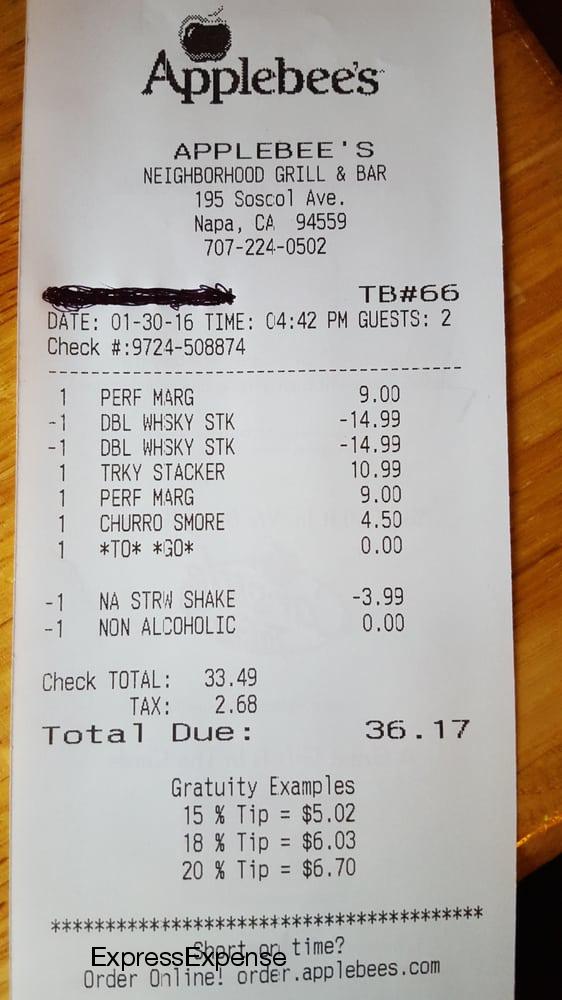 Applebee's
APPLEBEE'S
NEIGHBORHOOD GRILL & BAR
195 Soscol Ave.
Napa, CA 94559
707-224-0502
TB#66
DATE: 01-30-16 TIME: 04:42 PM GUESTS: 2
Check #:9724-508874
----------------------------------------
1 PERF MARG 9.00
-1 DBL WHSKY STK -14.99
-1 DBL WHSKY STK -14.99
1 TRKY STACKER 10.99
1 PERF MARG 9.00
1 CHURRO SMORE 4.50
1 *TO* *GO* 0.00
-1 NA STRW SHAKE -3.99
-1 NON ALCOHOLIC 0.00
Check TOTAL: 33.49
TAX: 2.68
Total Due: 36.17
Gratuity Examples
15 % Tip = $5.02
18 % Tip = $6.03
20 % Tip = $6.70
****************************************
Short on time?
ExpressExpense
Order Online! order.applebees.com